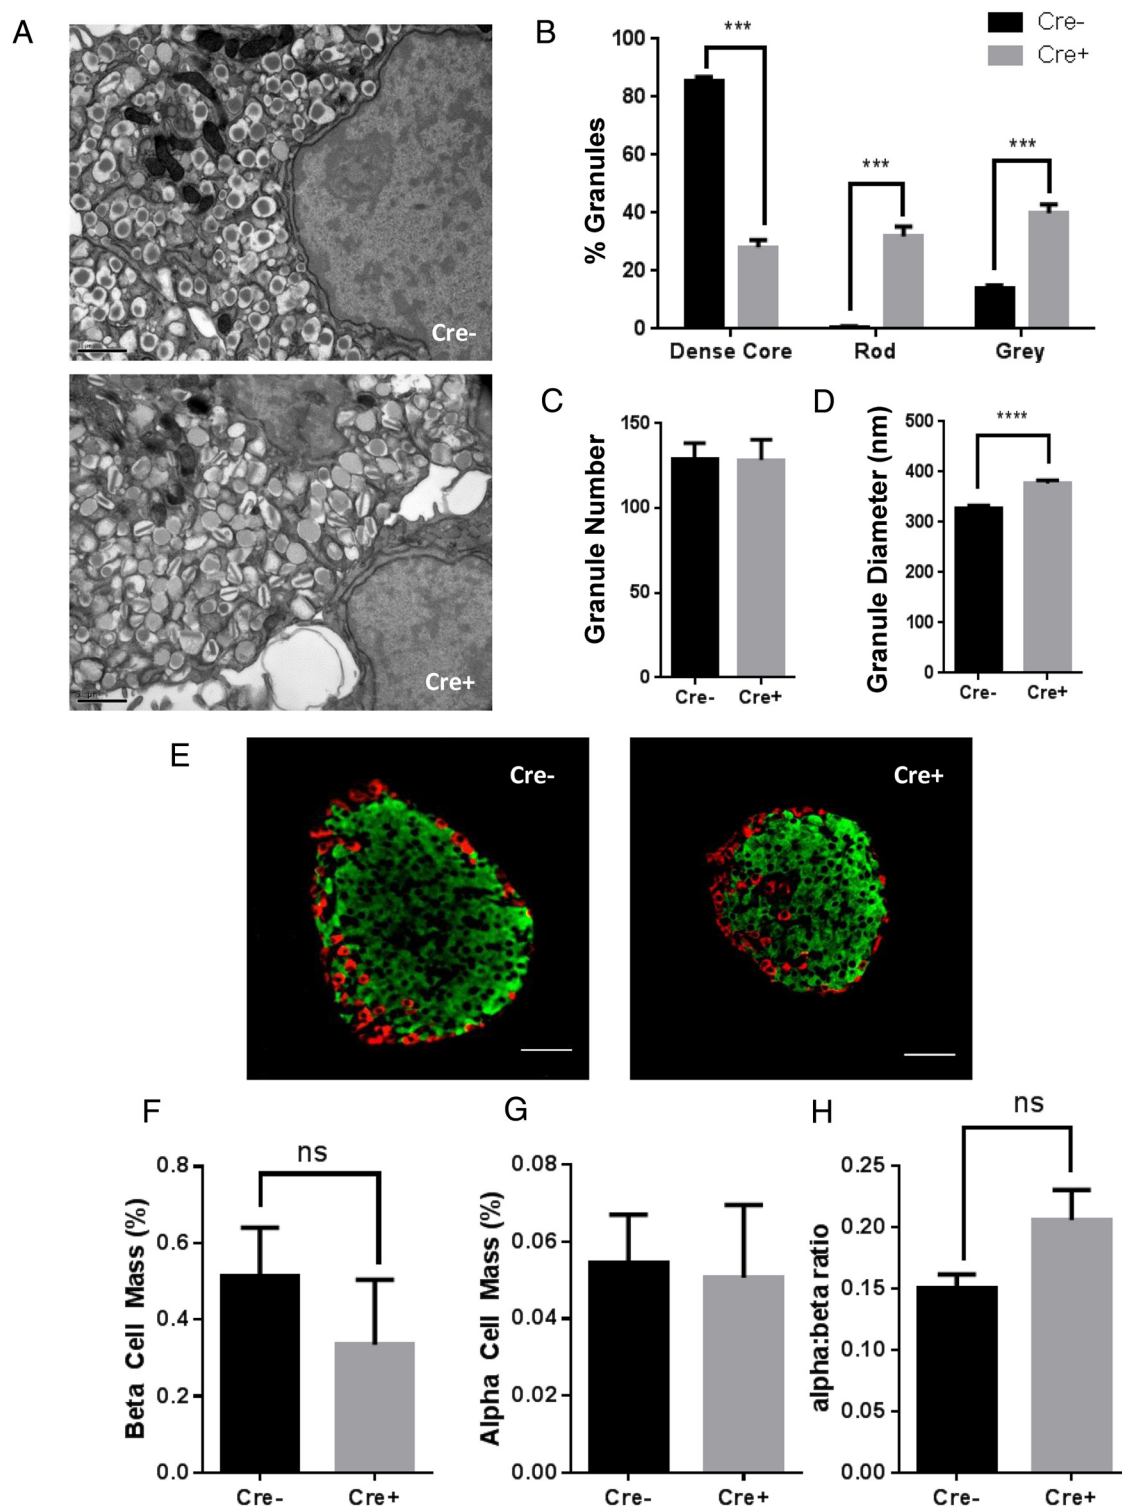 A
Cre-
Cre+
B
Cre-
Cre+
% Granules
100
80
60
40
20
0
***
***
***
Dense Core
Rod
Grey
C
Granule Number
150
100
50
0
Cre-
Cre+
D
Granule Diameter (nm)
500
400
300
200
100
0
****
Cre-
Cre+
E
Cre-
Cre+
F
Beta Cell Mass (%)
0.8
0.6
0.4
0.2
0.0
ns
Cre-
Cre+
G
Alpha Cell Mass (%)
0.08
0.06
0.04
0.02
0.00
Cre-
Cre+
H
alpha:beta ratio
0.25
0.20
0.15
0.10
0.05
0.00
ns
Cre-
Cre+